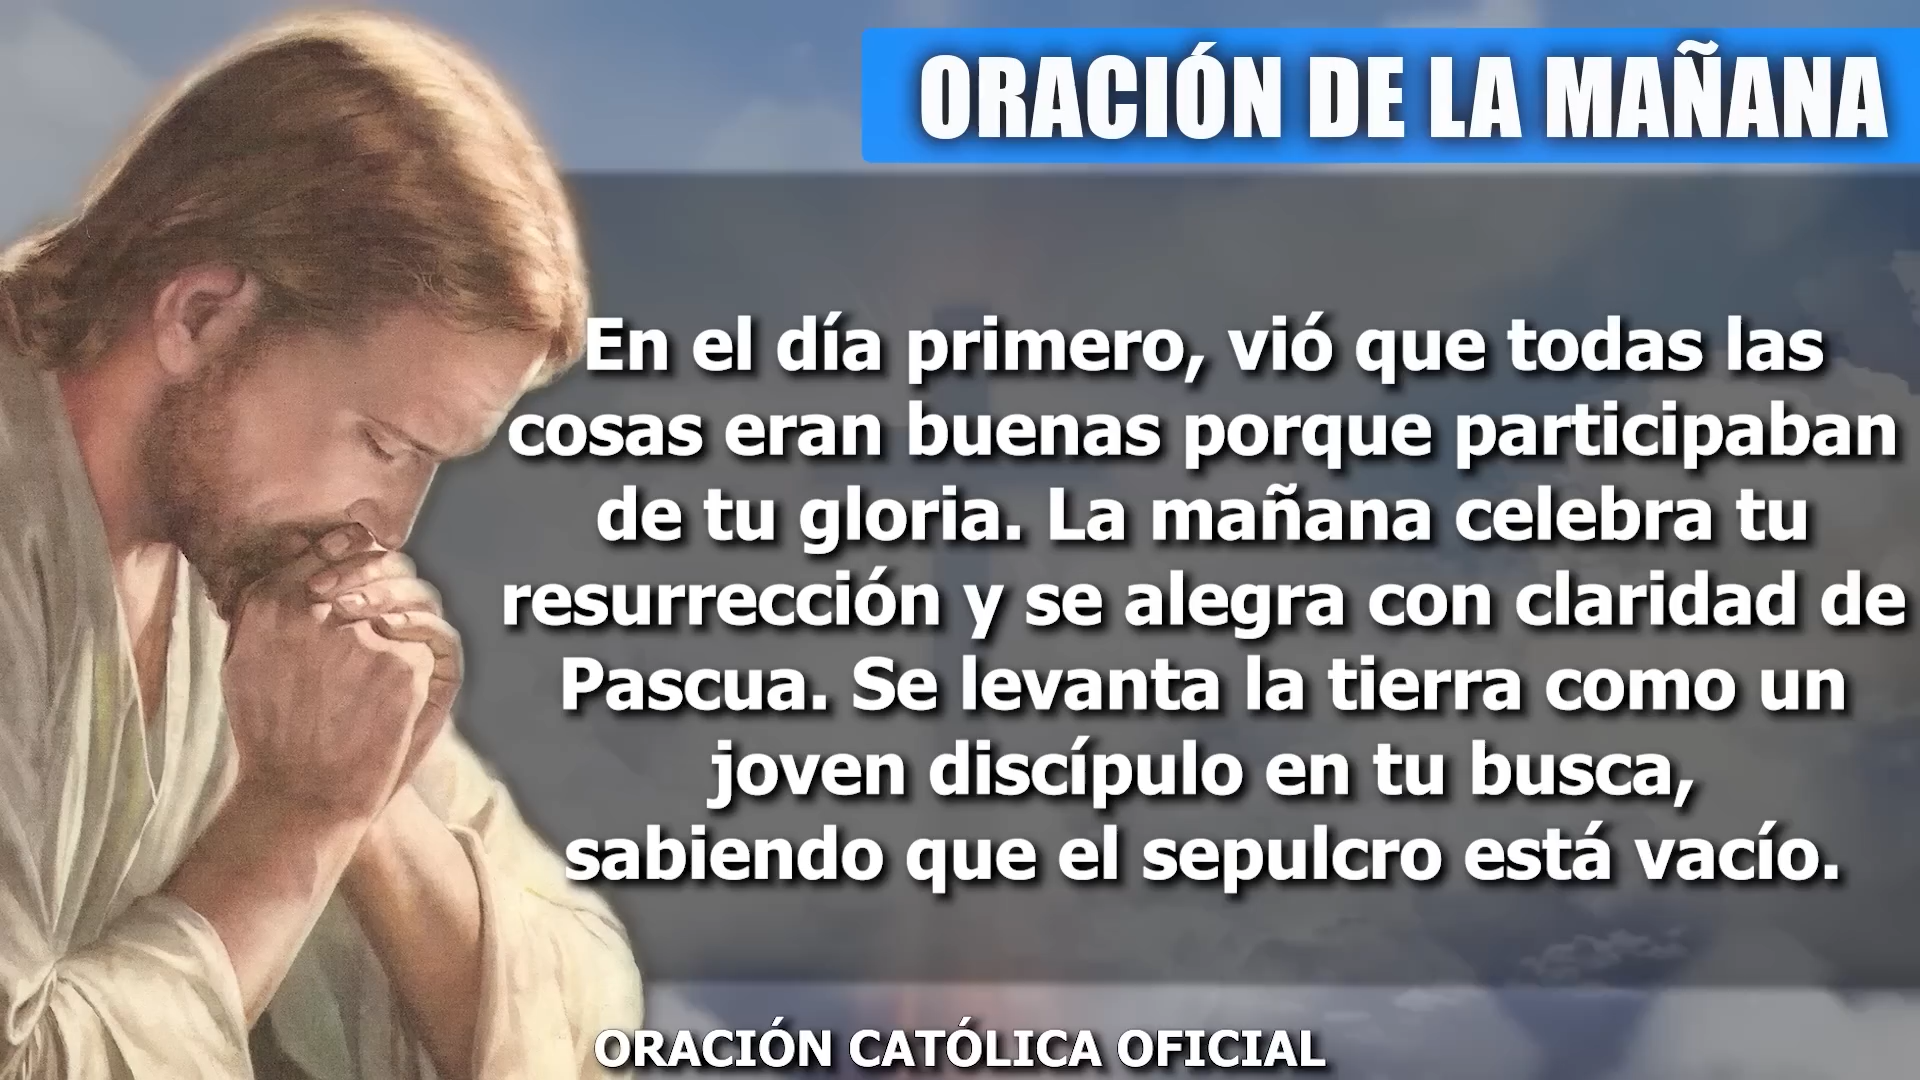 ORACIÓN DE LA MAÑANA
En el día primero, vió que todas las
cosas eran buenas porque participaban
de tu gloria. La mañana celebra tu
resurrección y se alegra con claridad de
Pascua. Se levanta la tierra como un
joven discípulo en tu busca,
sabiendo que el sepulcro está vacío.
ORACIÓN CATÓLICA OFICIAL